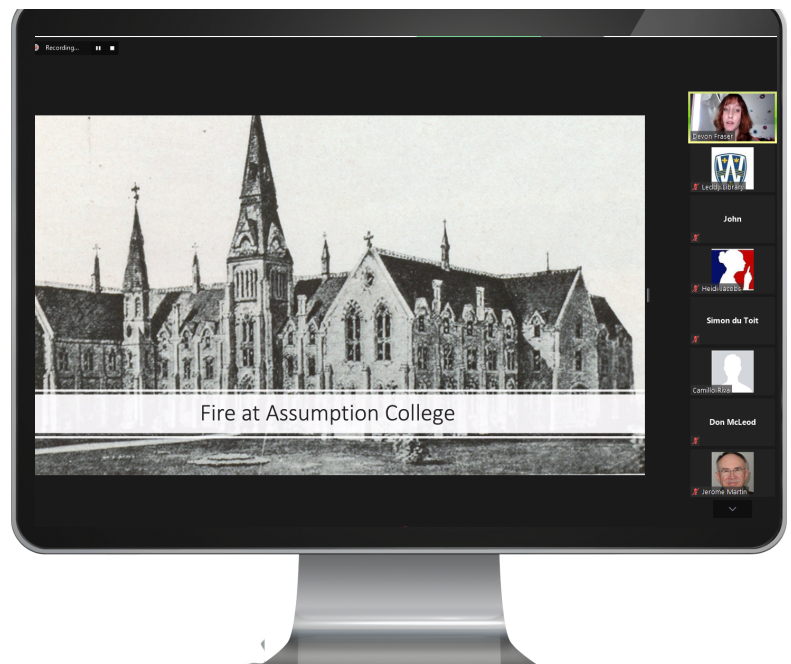 Recording...
Fire at Assumption College
Devon Fraser
W
Leddy Library
John
Heidi Jacobs
Simon du Toit
Camillo Riva
Don McLeod
Jerome Martin